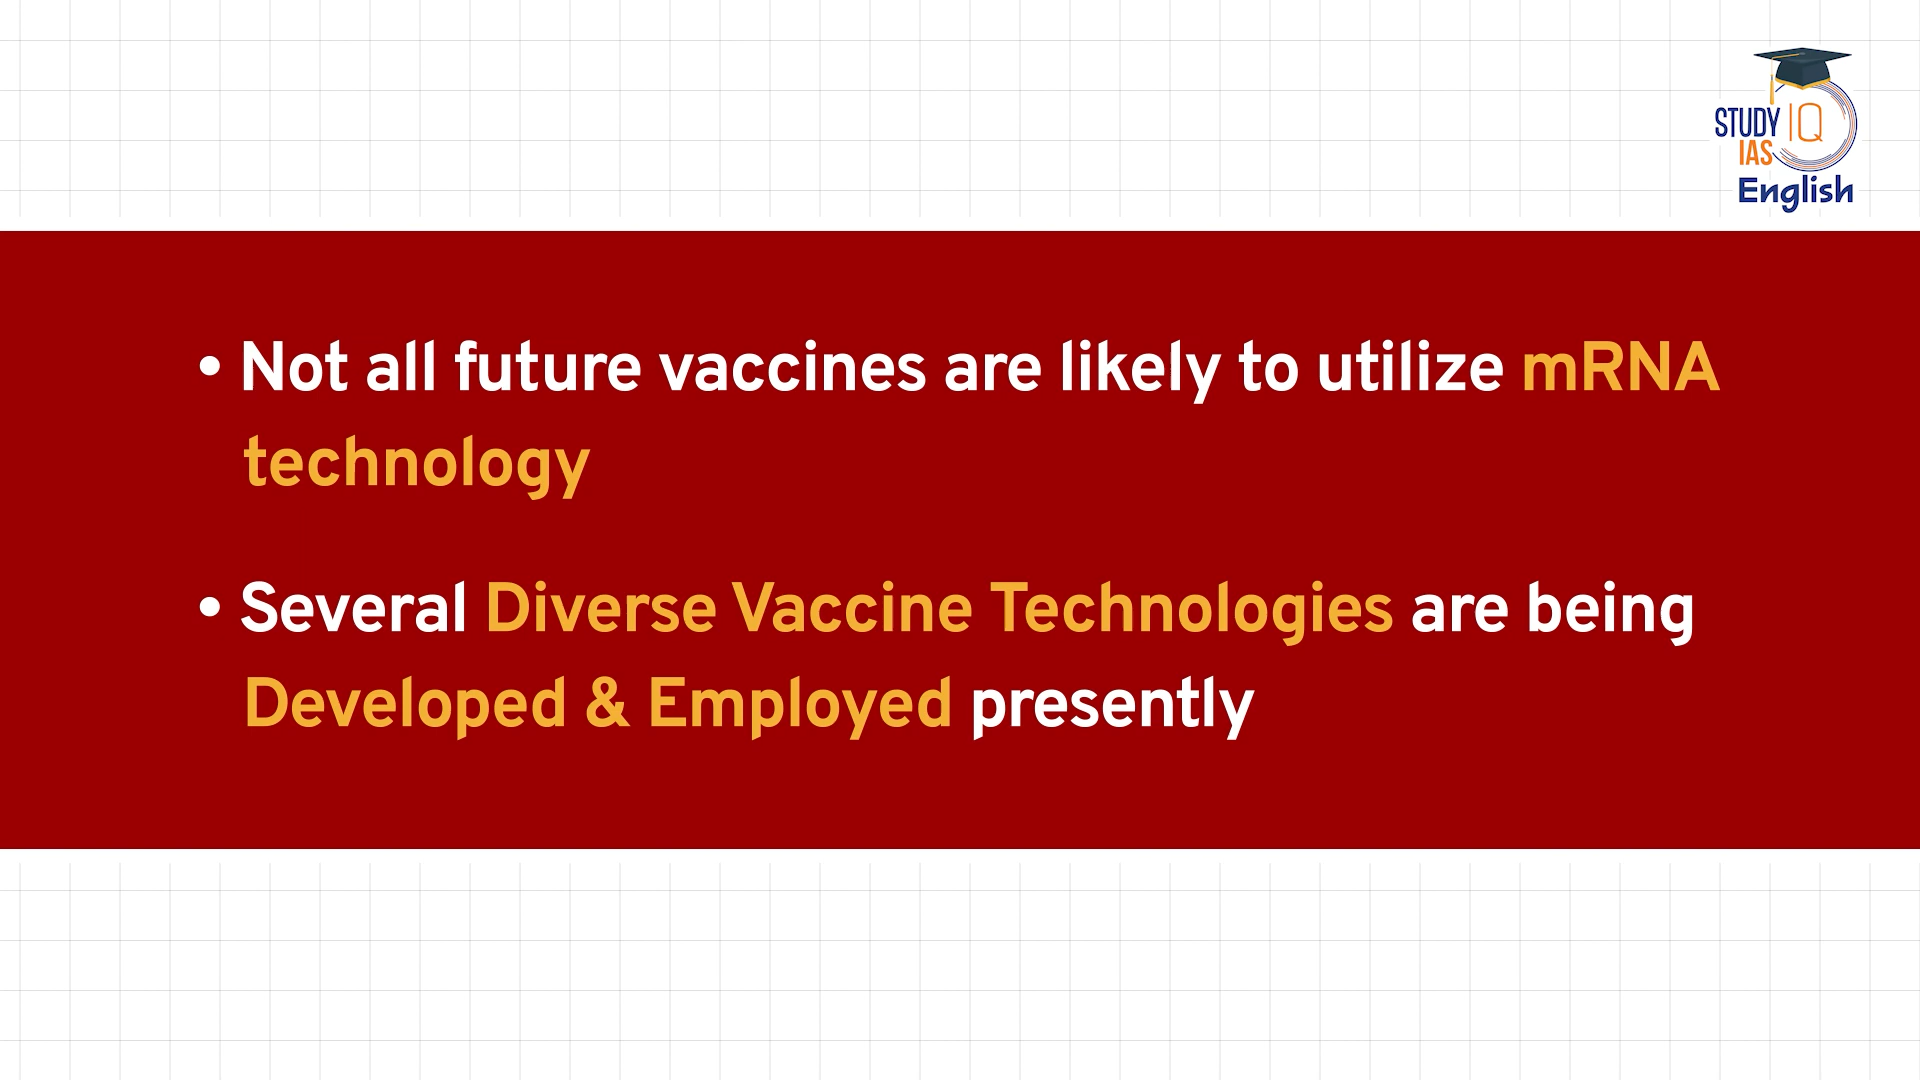 STUDY IQ
IAS
English
• Not all future vaccines are likely to utilize mRNA
technology
• Several Diverse Vaccine Technologies are being
Developed & Employed presently